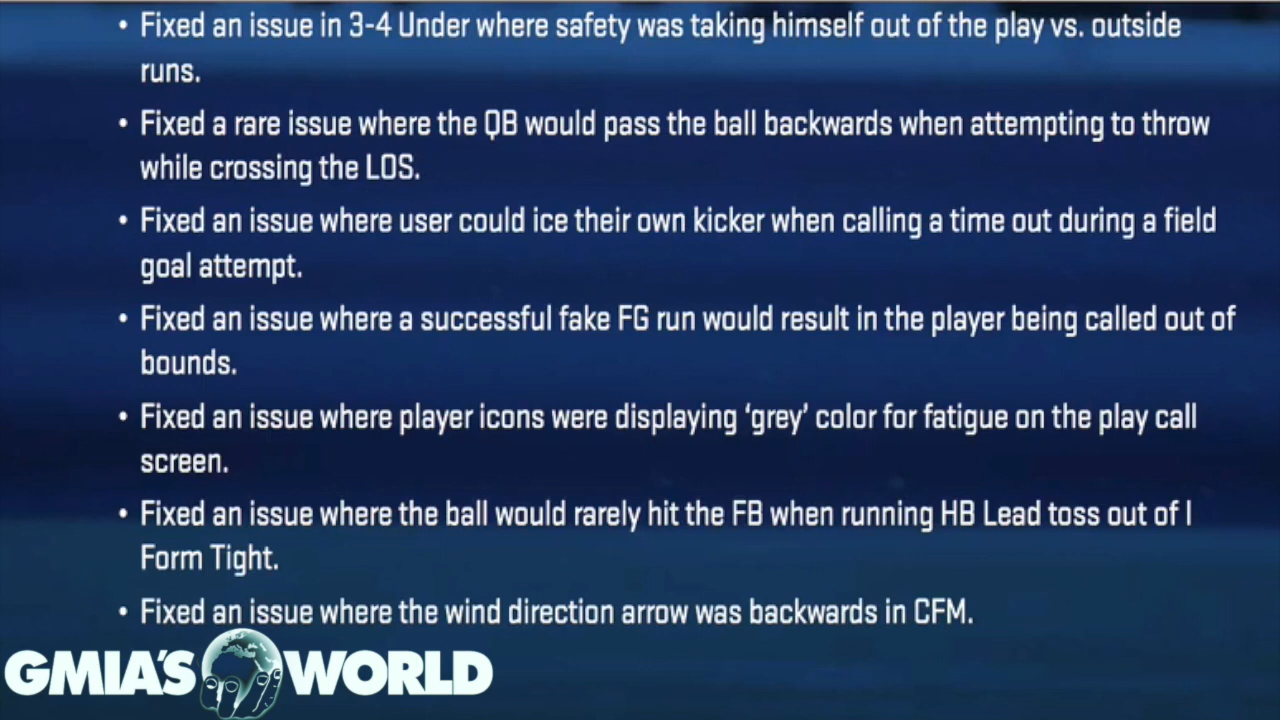 • Fixed an issue in 3-4 Under where safety was taking himself out of the play vs. outside
runs.
• Fixed a rare issue where the QB would pass the ball backwards when attempting to throw
while crossing the LOS.
• Fixed an issue where user could ice their own kicker when calling a time out during a field
goal attempt.
• Fixed an issue where a successful fake FG run would result in the player being called out of
bounds.
• Fixed an issue where player icons were displaying ‘grey’ color for fatigue on the play call
screen.
• Fixed an issue where the ball would rarely hit the FB when running HB Lead toss out of I
Form Tight.
• Fixed an issue where the wind direction arrow was backwards in CFM.
GMIA'S WORLD